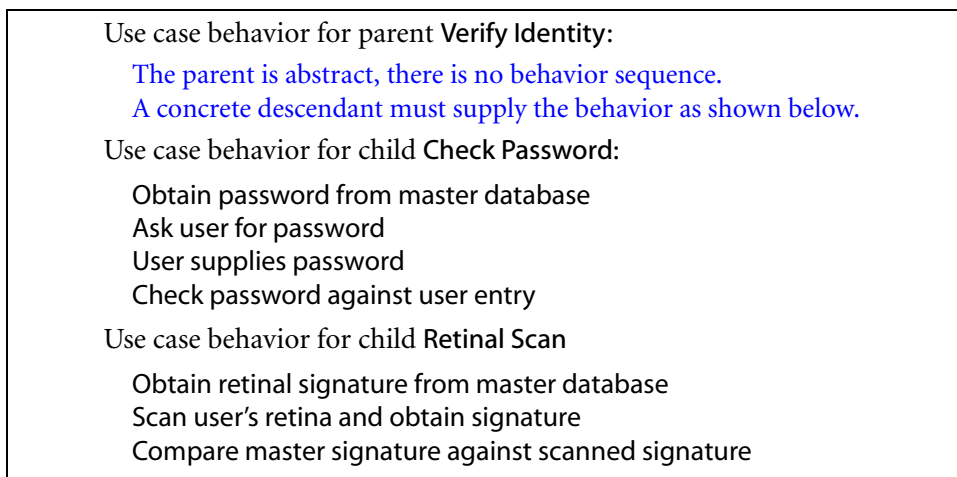 Use case behavior for parent Verify Identity:
The parent is abstract, there is no behavior sequence.
A concrete descendant must supply the behavior as shown below.
Use case behavior for child Check Password:
Obtain password from master database
Ask user for password
User supplies password
Check password against user entry
Use case behavior for child Retinal Scan
Obtain retinal signature from master database
Scan user’s retina and obtain signature
Compare master signature against scanned signature